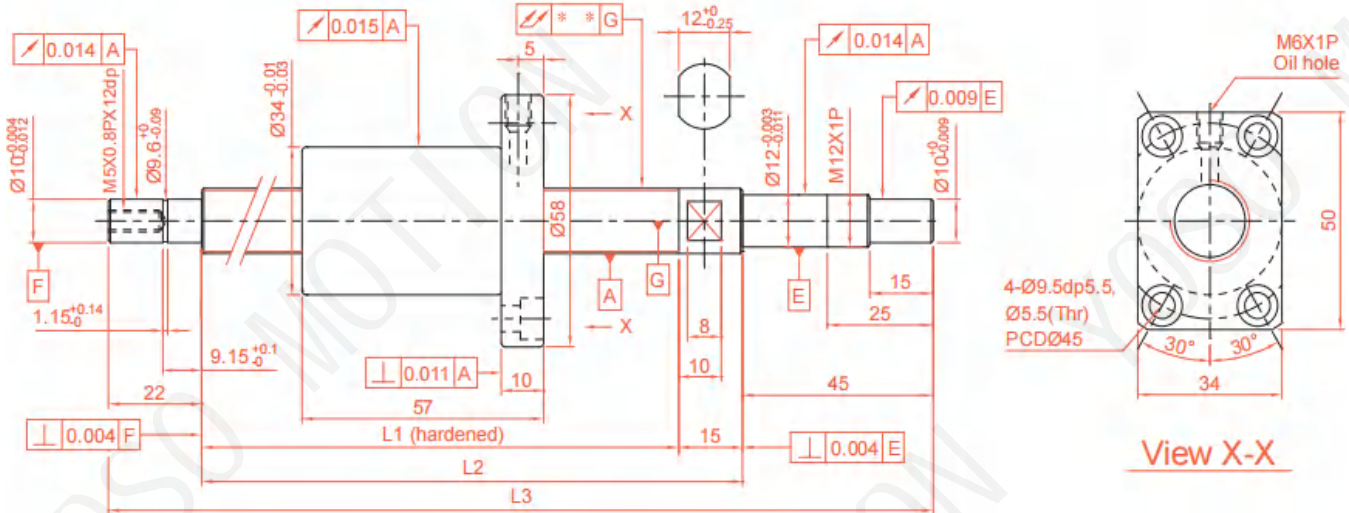 0.014 A
0.015 A
* * G
12 +0 -0.25
0.014 A
0.009 E
5
X
X
Ø10 -0.004 -0.012
M5X0.8PX12dp
Ø9.6 +0 -0.09
Ø34 -0.01 -0.03
Ø58
Ø12 -0.003 -0.011
M12X1P
Ø10 +0 -0.009
F
A
G
E
1.15 +0.14 -0
9.15 +0.1 -0
22
0.004 F
0.011 A
10
57
8
10
15
25
45
L1 (hardened)
15
0.004 E
L2
L3
M6X1P
Oil hole
50
4-Ø9.5dp5.5,
Ø5.5(Thr)
PCDØ45
30°
30°
34
View X-X
YOSO MOTION